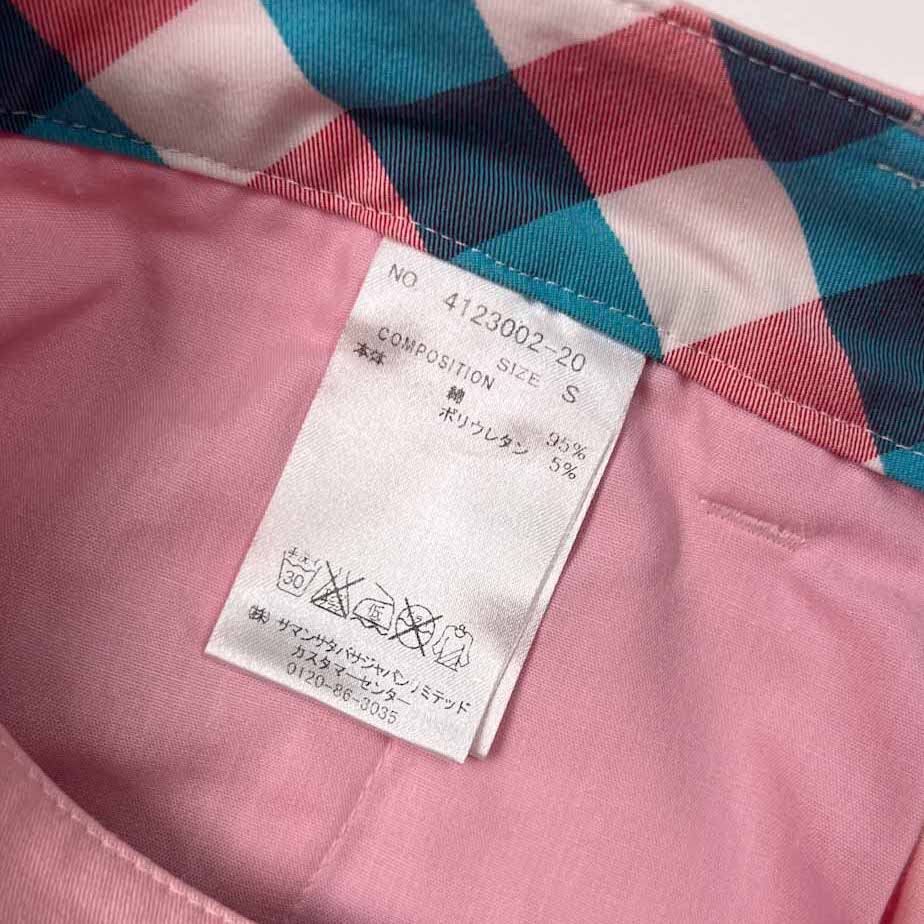 NO. 4123002-20
SIZE S
COMPOSITION
本体 綿 95%
ポリウレタン 5%
30 低
(株) サマンサタバサジャパンリミテッド
カスタマーセンター
0120-86-3035